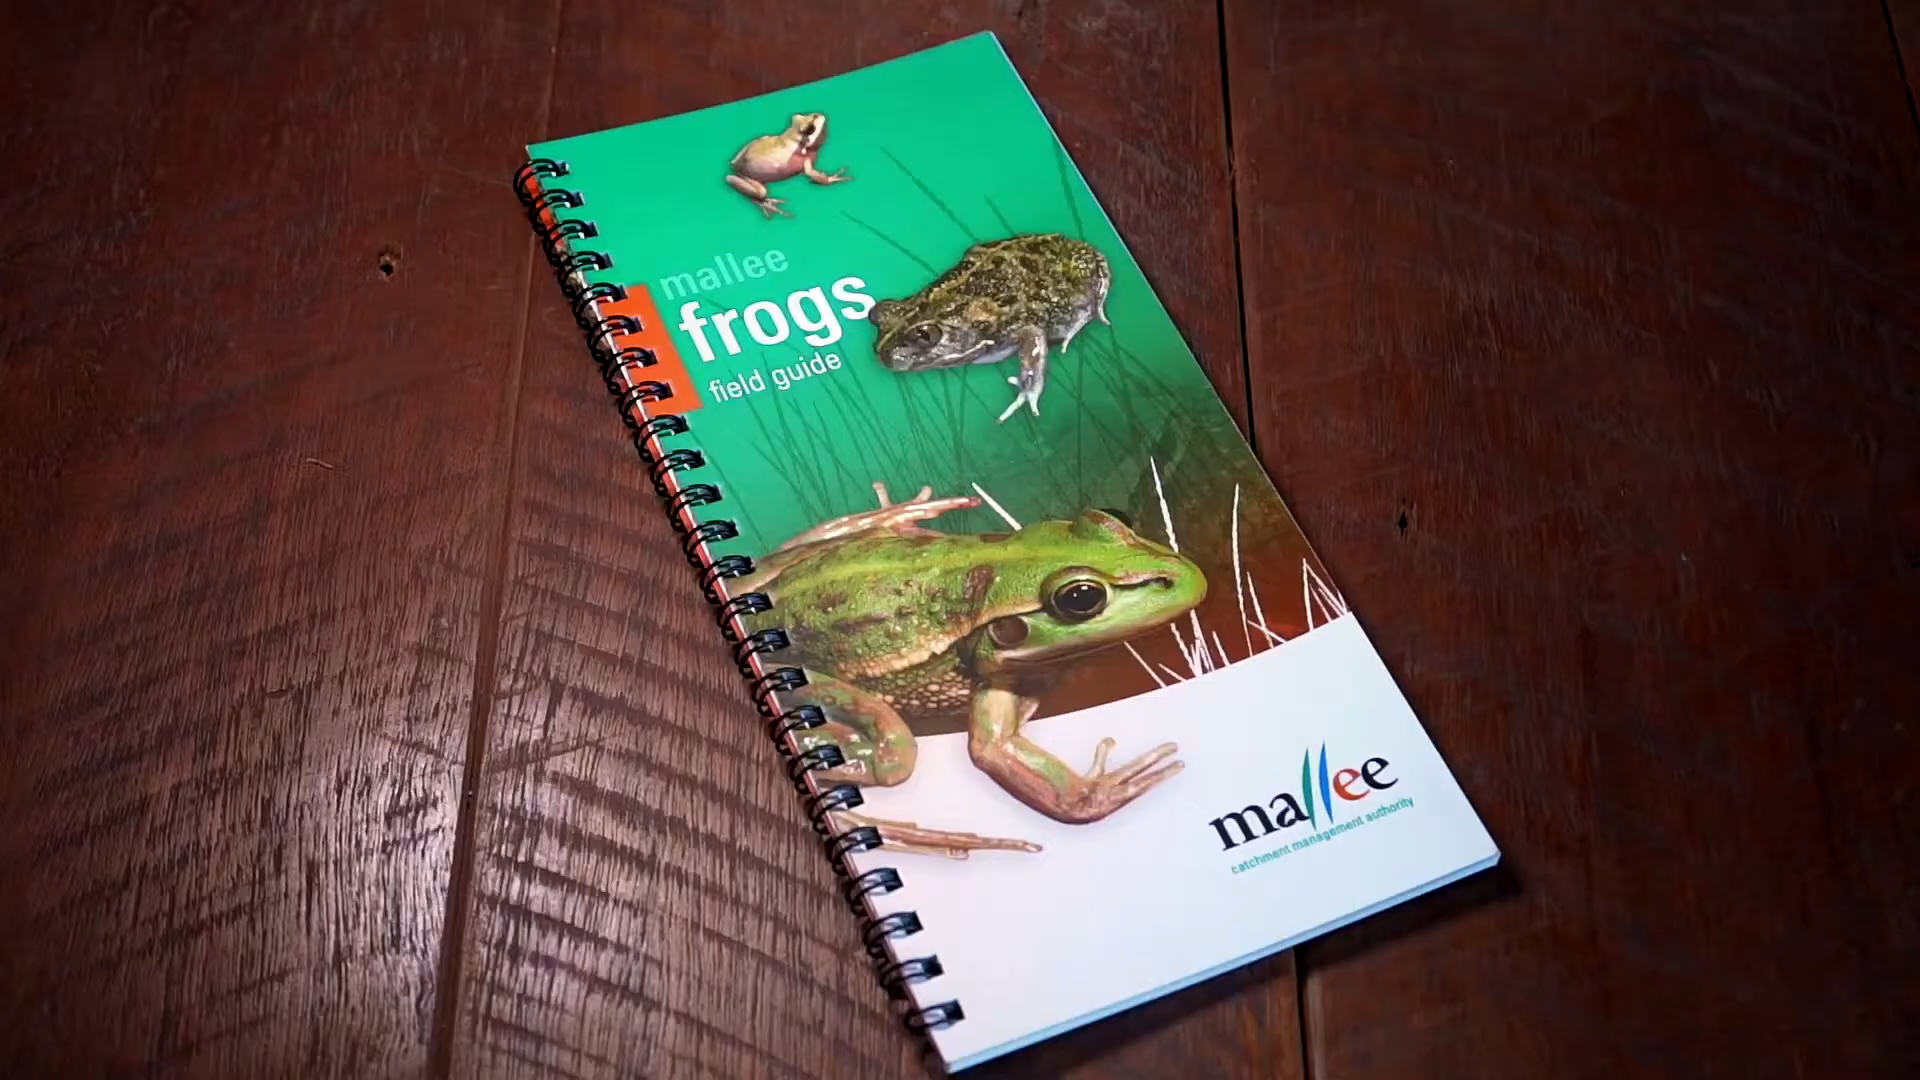 mallee
frogs
field guide
mallee
catchment management authority